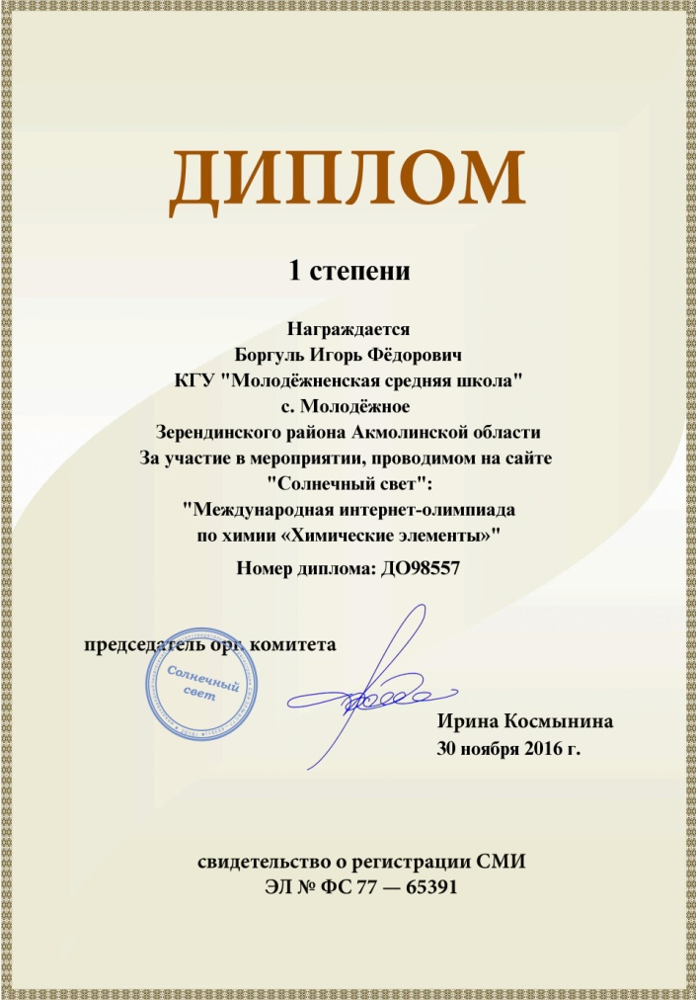 ДИПЛОМ
1 степени
Награждается
Боргуль Игорь Фёдорович
КГУ "Молодёжненская средняя школа"
с. Молодёжное
Зерендинского района Акмолинской области
За участие в мероприятии, проводимом на сайте
"Солнечный свет":
"Международная интернет-олимпиада
по химии «Химические элементы»"
Номер диплома: ДО98557
председатель орг. комитета
Солнечный
свет
Ирина Космынина
30 ноября 2016 г.
свидетельство о регистрации СМИ
ЭЛ № ФС 77 — 65391